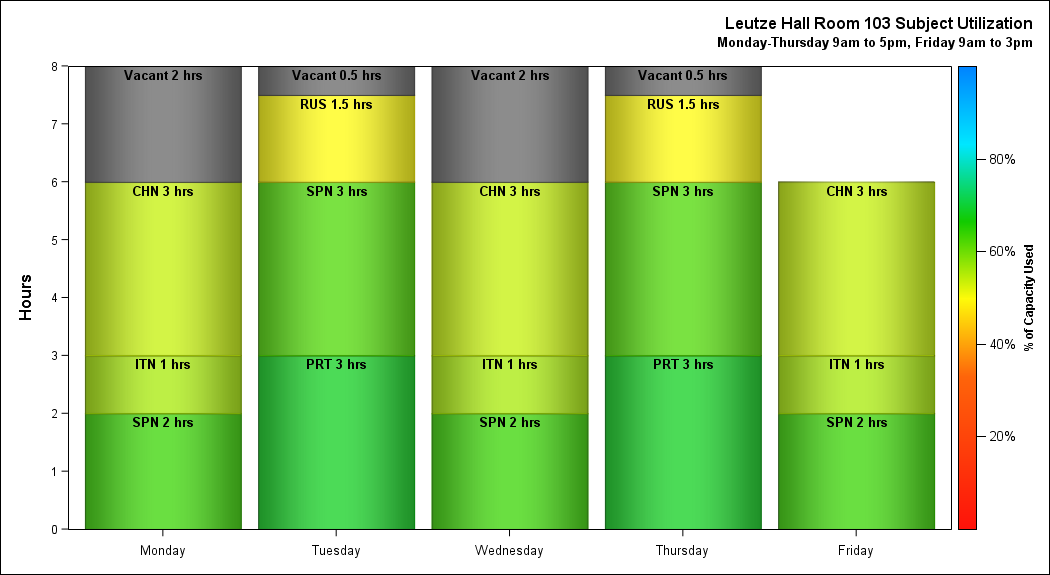 Leutze Hall Room 103 Subject Utilization
Monday-Thursday 9am to 5pm, Friday 9am to 3pm
8
7
6
5
4
3
2
1
0
Hours
Vacant 2 hrs
CHN 3 hrs
ITN 1 hrs
SPN 2 hrs
Monday
Vacant 0.5 hrs
RUS 1.5 hrs
SPN 3 hrs
PRT 3 hrs
Tuesday
Vacant 2 hrs
CHN 3 hrs
ITN 1 hrs
SPN 2 hrs
Wednesday
Vacant 0.5 hrs
RUS 1.5 hrs
SPN 3 hrs
PRT 3 hrs
Thursday
CHN 3 hrs
ITN 1 hrs
SPN 2 hrs
Friday
80%
60%
40%
20%
% of Capacity Used